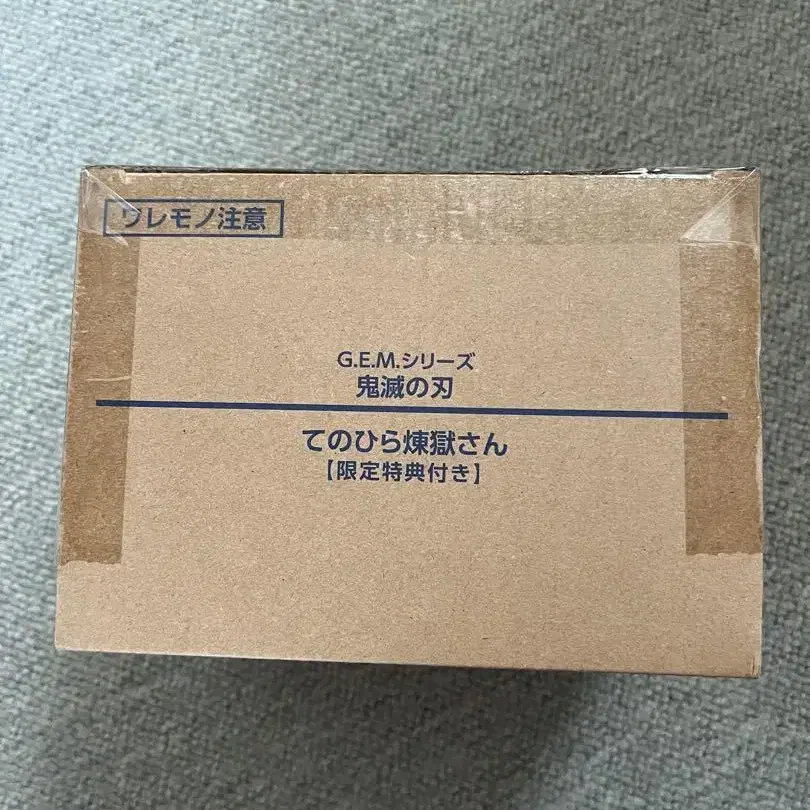 ワレモノ注意
G.E.M.シリーズ
鬼滅の刃
てのひら煉獄さん
【限定特典付き】